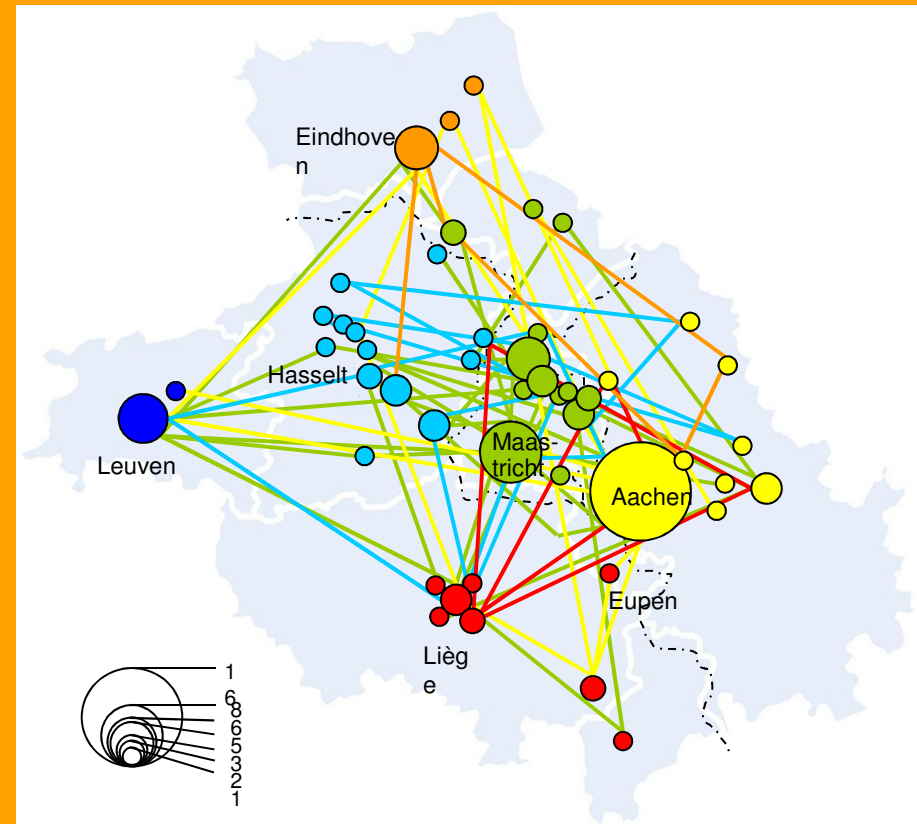 Eindhove
n
Hasselt
Leuven
Maas-
tricht
Aachen
Eupen
Lièg
e
1
6
8
6
5
3
2
1